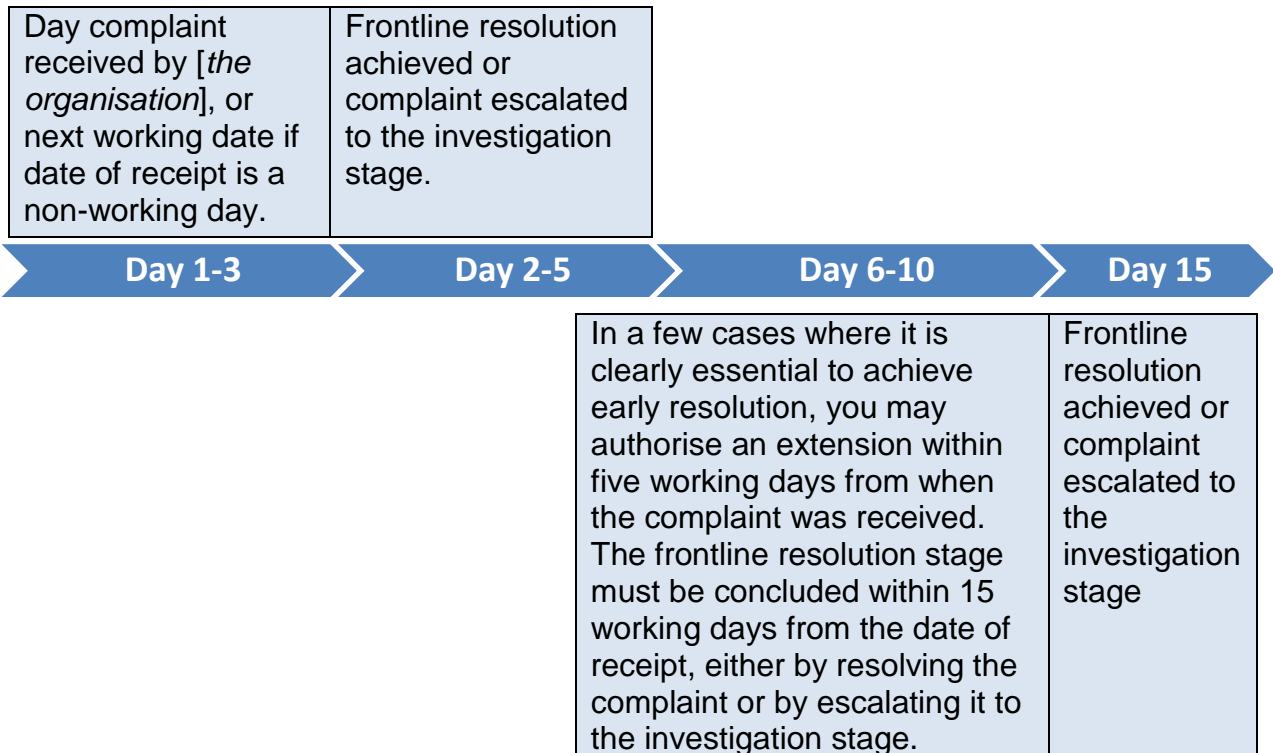 Day complaint
received by [the
organisation], or
next working date if
date of receipt is a
non-working day.
Frontline resolution
achieved or
complaint escalated
to the investigation
stage.
Day 1-3
Day 2-5
Day 6-10
Day 15
In a few cases where it is
clearly essential to achieve
early resolution, you may
authorise an extension within
five working days from when
the complaint was received.
The frontline resolution stage
must be concluded within 15
working days from the date of
receipt, either by resolving the
complaint or by escalating it to
the investigation stage.
Frontline
resolution
achieved or
complaint
escalated to
the
investigation
stage